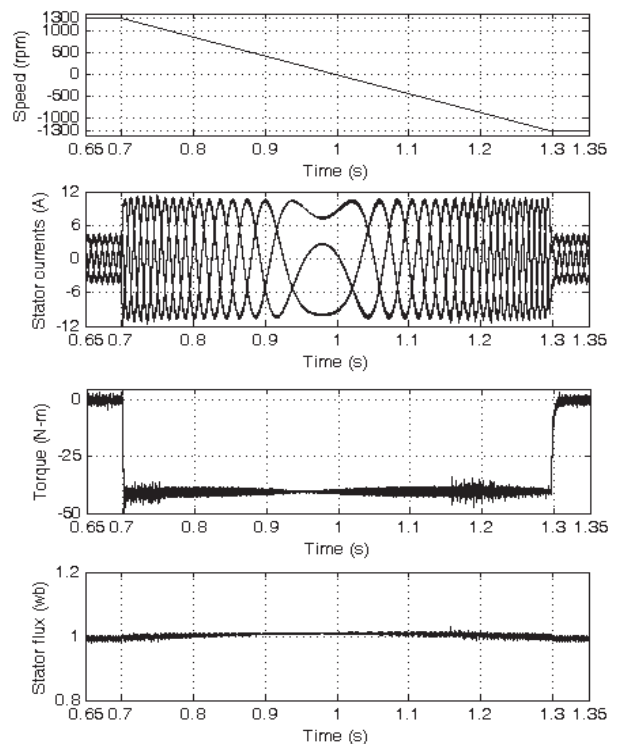 1300
1000
500
0
-500
-1000
-1300
Speed (rpm)
0.65 0.7 0.8 0.9 1 1.1 1.2 1.3 1.35
Time (s)
12
6
0
-6
-12
Stator currents (A)
0.65 0.7 0.8 0.9 1 1.1 1.2 1.3 1.35
Time (s)
0
-25
-50
Torque (N-m)
0.65 0.7 0.8 0.9 1 1.1 1.2 1.3 1.35
Time (s)
1.2
1
0.8
Stator flux (wb)
0.65 0.7 0.8 0.9 1 1.1 1.2 1.3 1.35
Time (s)